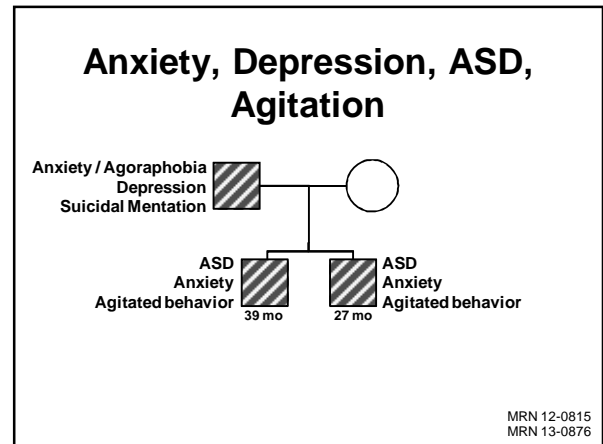 Anxiety, Depression, ASD,
Agitation
Anxiety / Agoraphobia
Depression
Suicidal Mentation
ASD
Anxiety
Agitated behavior
39 mo
ASD
Anxiety
Agitated behavior
27 mo
MRN 12-0815
MRN 13-0876